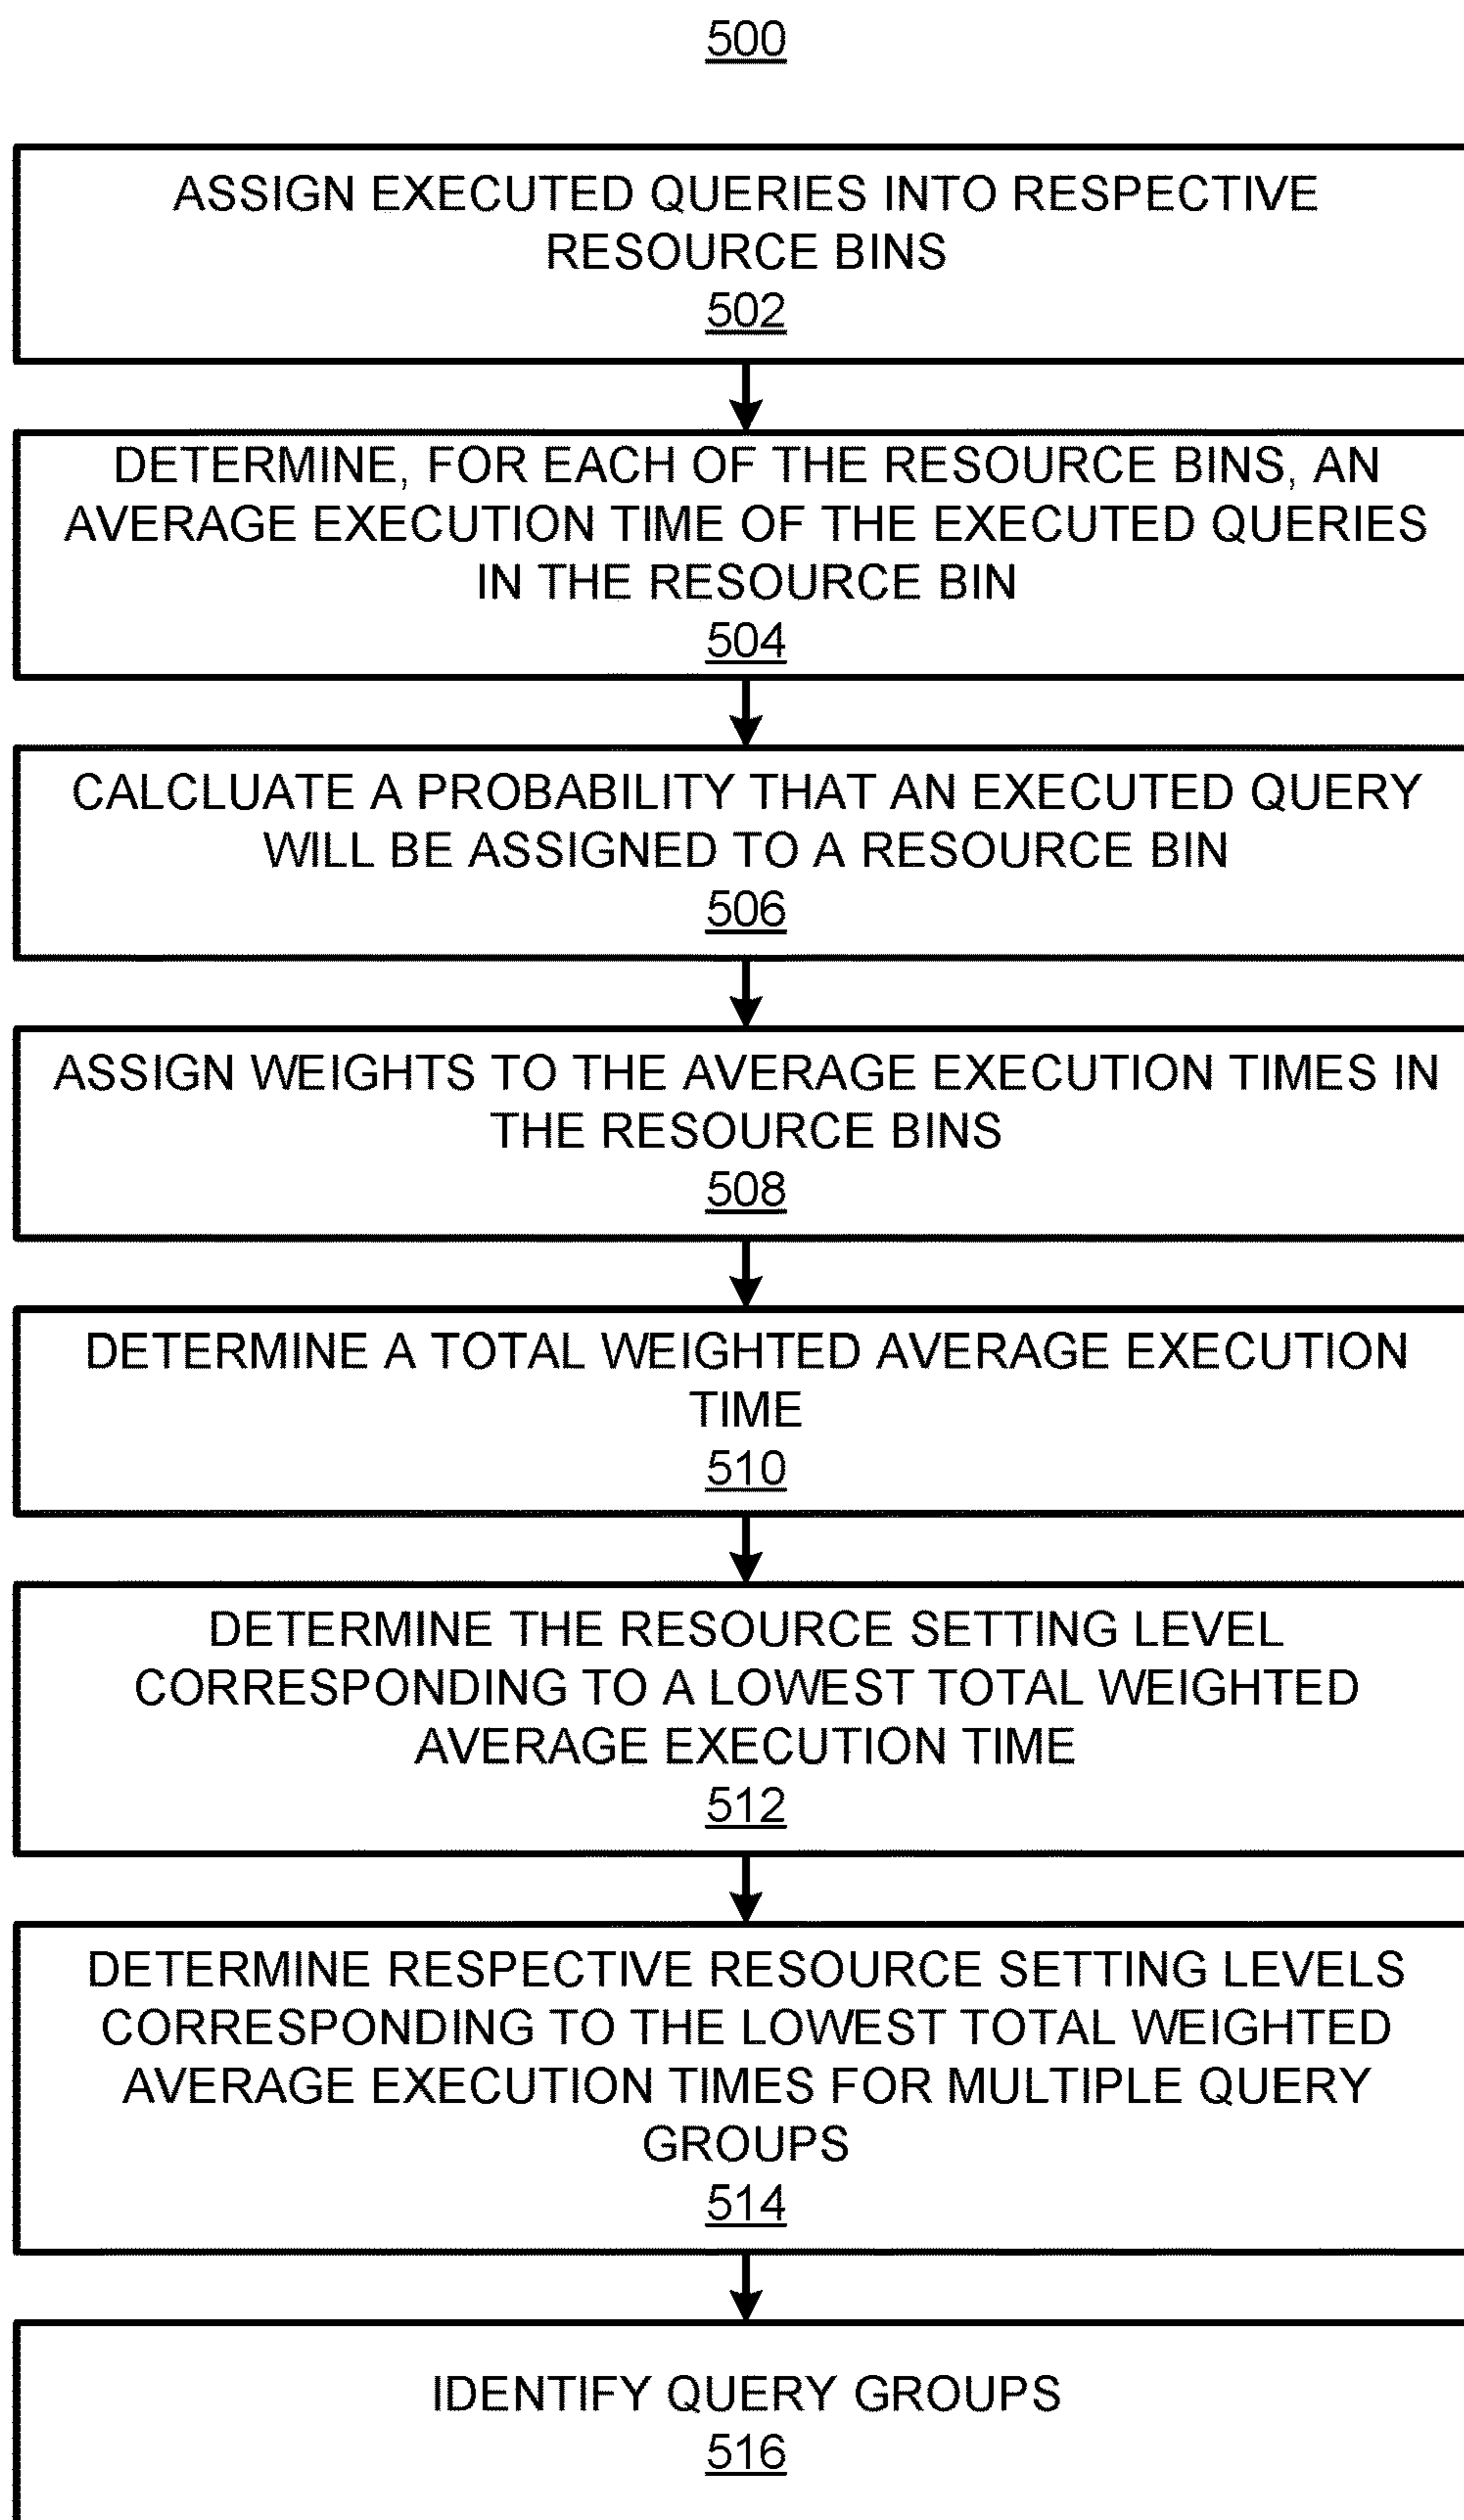 500
ASSIGN EXECUTED QUERIES INTO RESPECTIVE
RESOURCE BINS
502
DETERMINE, FOR EACH OF THE RESOURCE BINS, AN
AVERAGE EXECUTION TIME OF THE EXECUTED QUERIES
IN THE RESOURCE BIN
504
CALCLUATE A PROBABILITY THAT AN EXECUTED QUERY
WILL BE ASSIGNED TO A RESOURCE BIN
506
ASSIGN WEIGHTS TO THE AVERAGE EXECUTION TIMES IN
THE RESOURCE BINS
508
DETERMINE A TOTAL WEIGHTED AVERAGE EXECUTION
TIME
510
DETERMINE THE RESOURCE SETTING LEVEL
CORRESPONDING TO A LOWEST TOTAL WEIGHTED
AVERAGE EXECUTION TIME
512
DETERMINE RESPECTIVE RESOURCE SETTING LEVELS
CORRESPONDING TO THE LOWEST TOTAL WEIGHTED
AVERAGE EXECUTION TIMES FOR MULTIPLE QUERY
GROUPS
514
IDENTIFY QUERY GROUPS
516